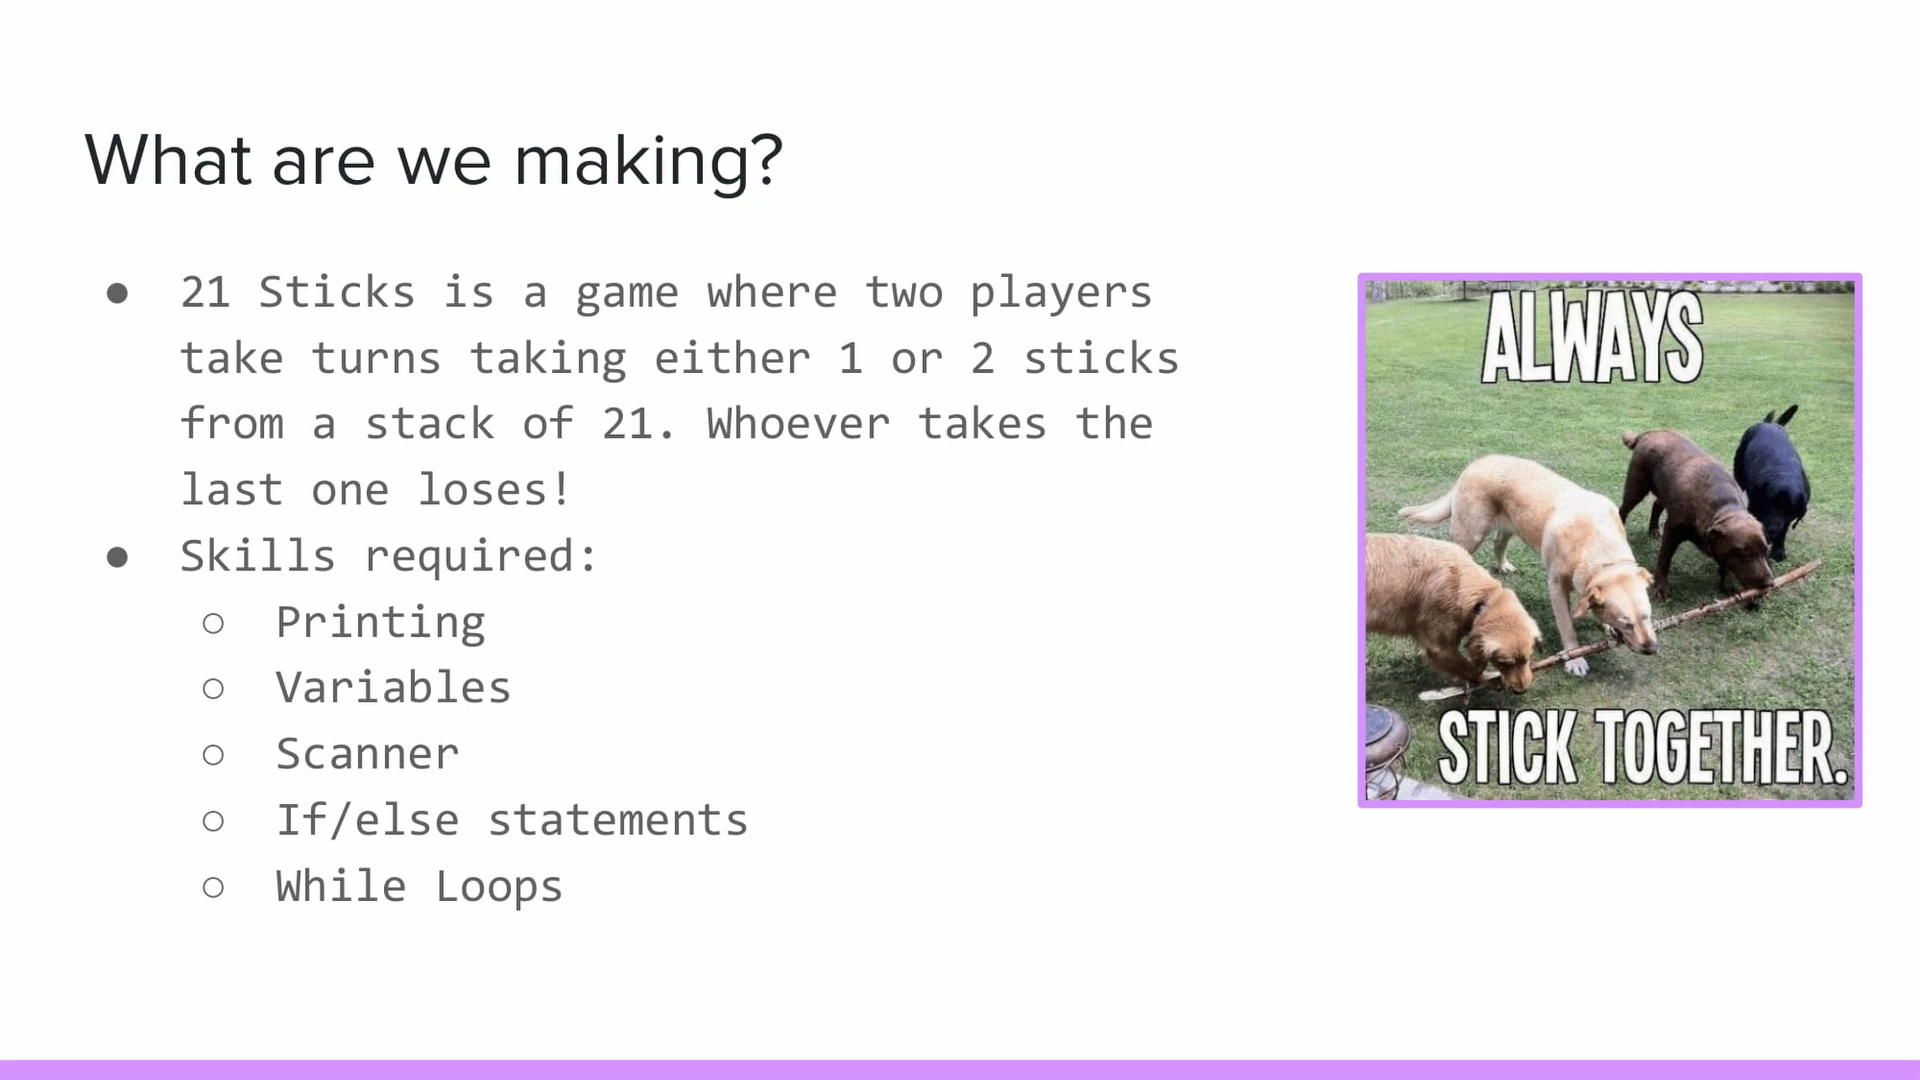 What are we making?
● 21 Sticks is a game where two players
take turns taking either 1 or 2 sticks
from a stack of 21. Whoever takes the
last one loses!
● Skills required:
○ Printing
○ Variables
○ Scanner
○ If/else statements
○ While Loops
ALWAYS
STICK TOGETHER.